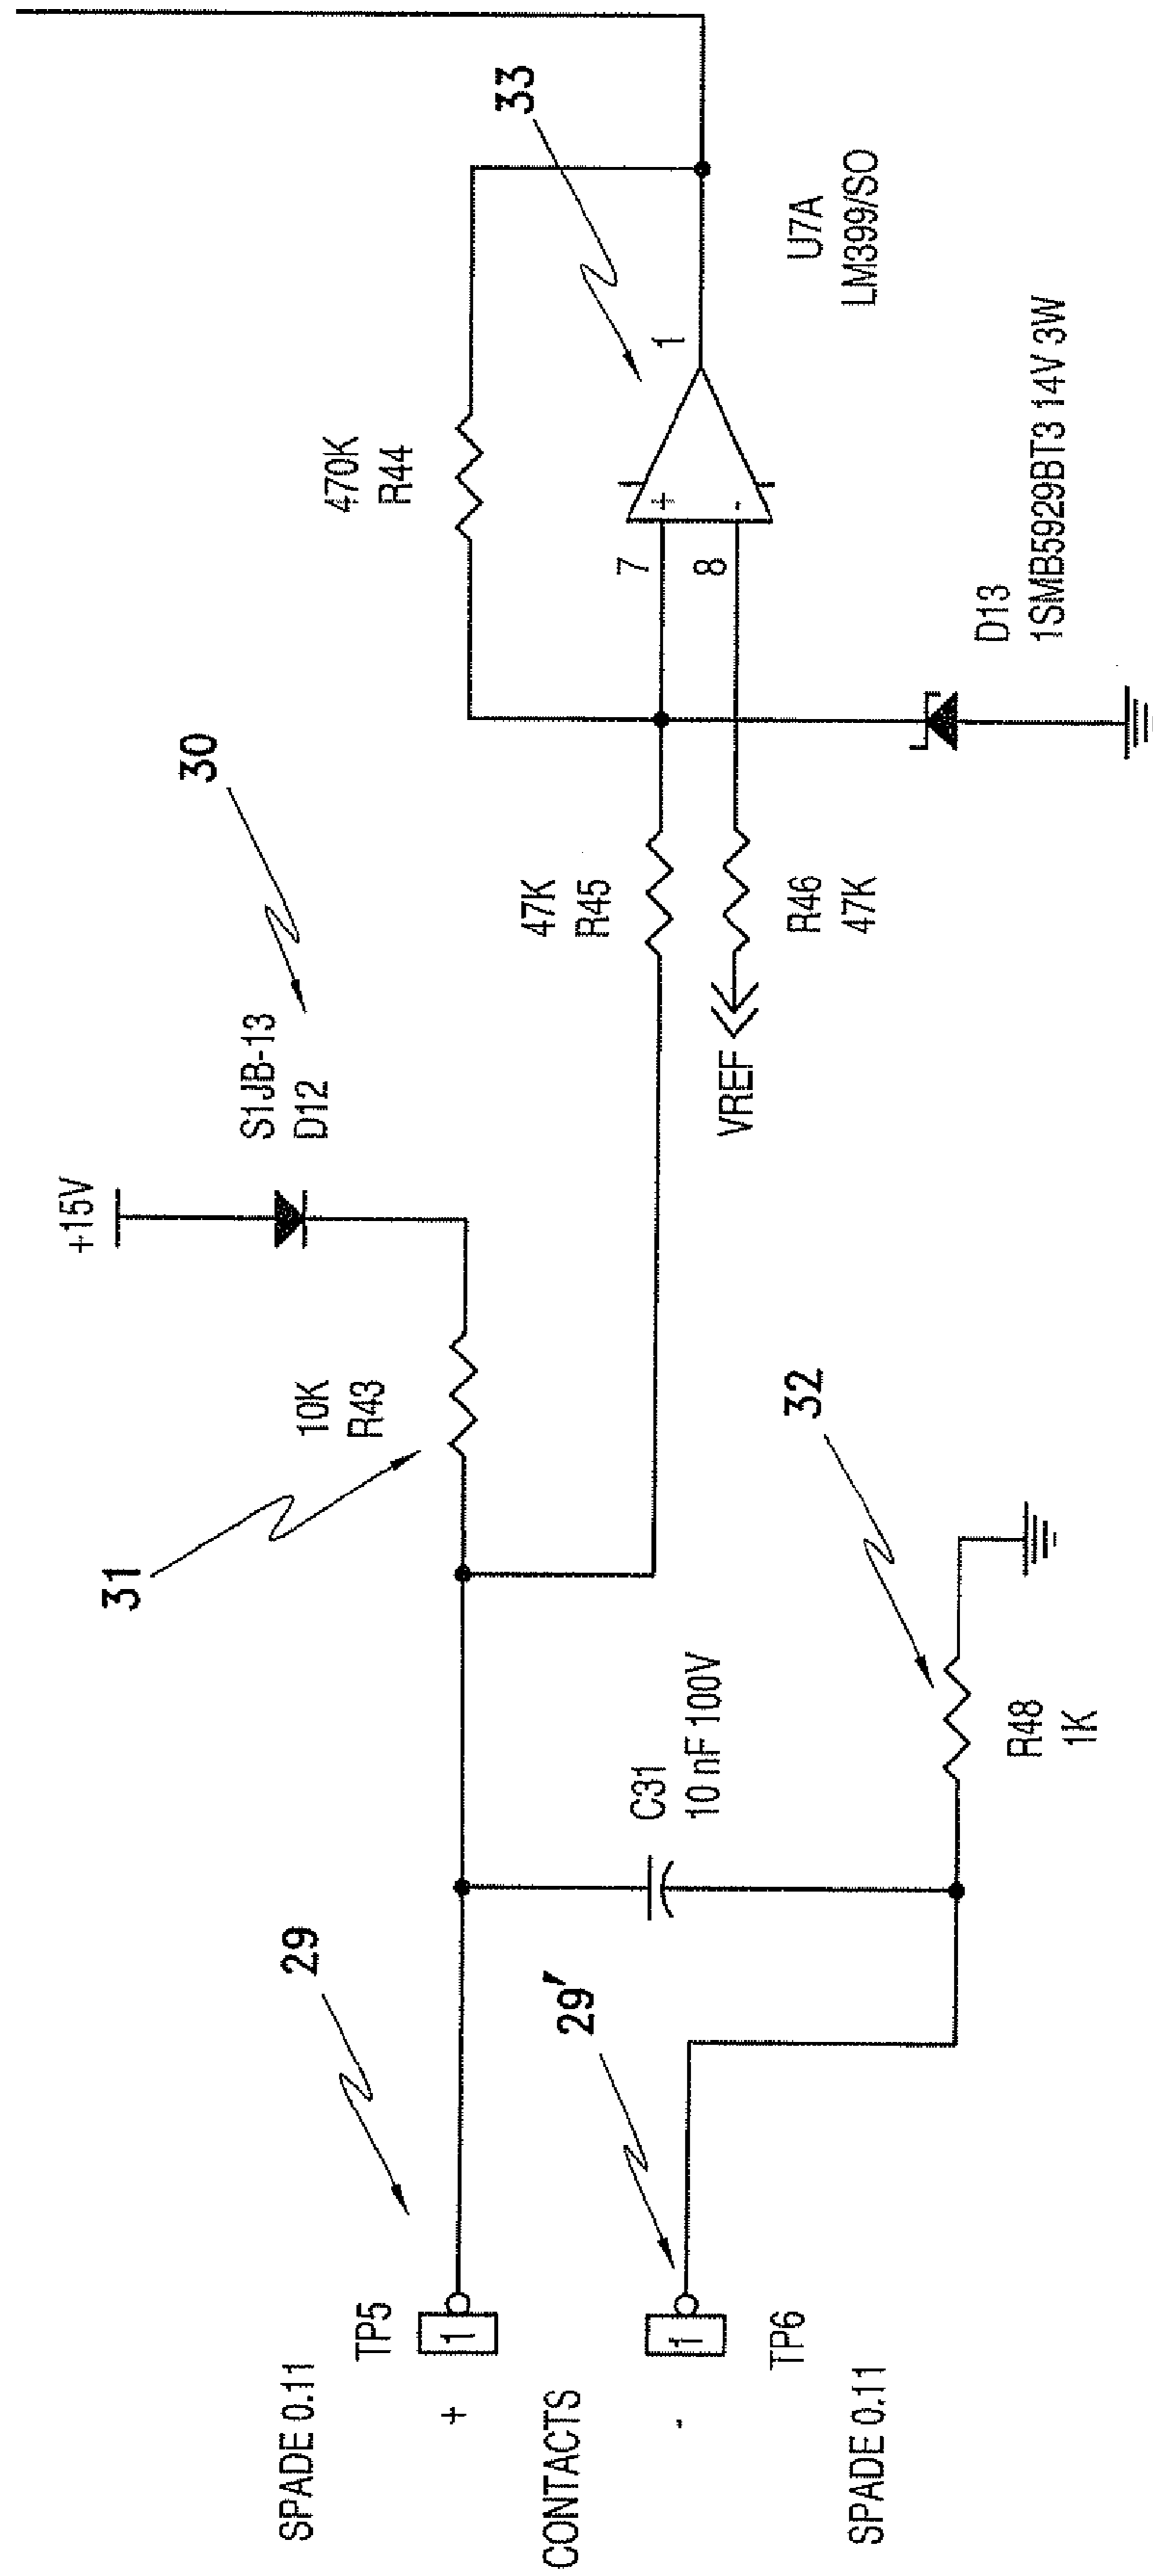 SPADE 0.11
TP5
+
1
CONTACTS
-
1
TP6
SPADE 0.11
29
29'
C31
10 nF 100V
R48
1K
32
31
10K
R43
+15V
S1JB-13
D12
30
47K
R45
VREF
R46
47K
470K
R44
7
8
+
-
1
33
U7A
LM399/SO
D13
1SMB5929BT3 14V 3W